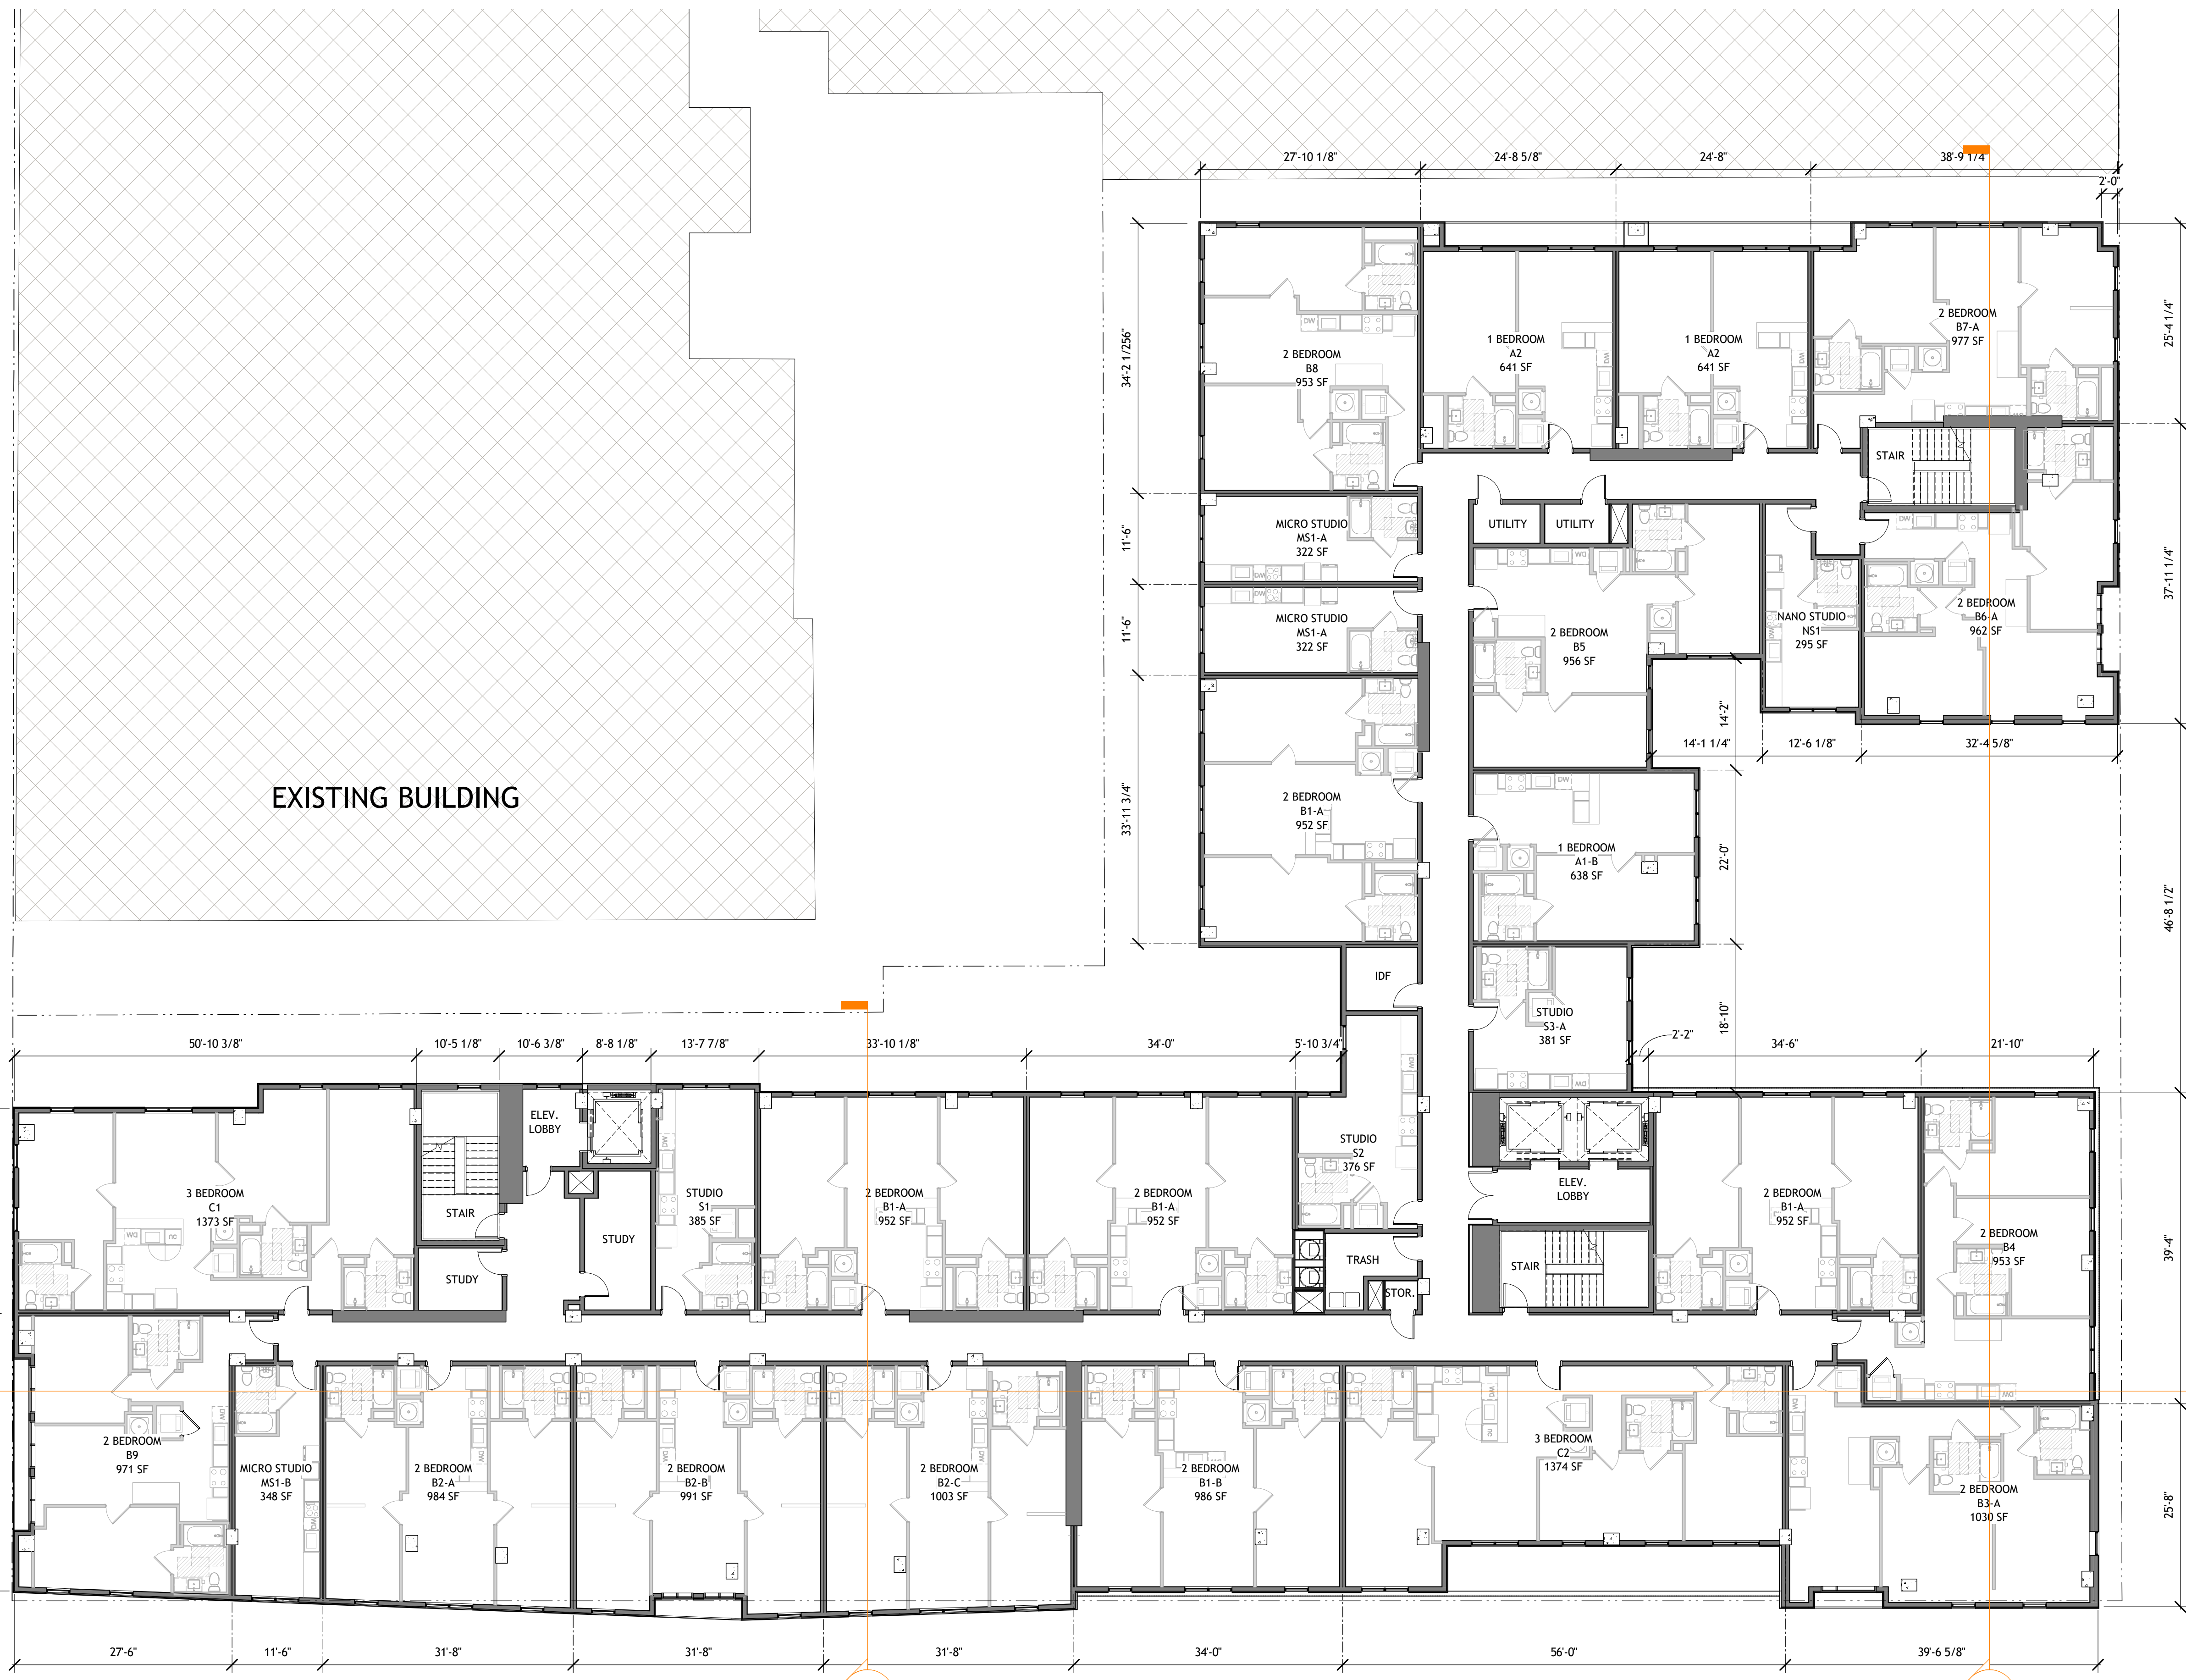 27'-10 1/8"
24'-8 5/8"
24'-8"
38'-9 1/4"
2'-0"
34'-2 1/256"
11'-6"
11'-6"
33'-11 3/4"
25'-4 1/4"
37'-11 1/4"
46'-8 1/2"
39'-4"
25'-8"
2 BEDROOM
B8
953 SF
1 BEDROOM
A2
641 SF
1 BEDROOM
A2
641 SF
2 BEDROOM
B7-A
977 SF
STAIR
MICRO STUDIO
MS1-A
322 SF
UTILITY
UTILITY
MICRO STUDIO
MS1-A
322 SF
2 BEDROOM
B5
956 SF
NANO STUDIO
NS1
295 SF
2 BEDROOM
B6-A
962 SF
14'-2"
14'-1 1/4"
12'-6 1/8"
32'-4 5/8"
EXISTING BUILDING
2 BEDROOM
B1-A
952 SF
1 BEDROOM
A1-B
638 SF
22'-0"
IDF
STUDIO
S3-A
381 SF
18'-10"
2'-2"
50'-10 3/8"
10'-5 1/8"
10'-6 3/8"
8'-8 1/8"
13'-7 7/8"
33'-10 1/8"
34'-0"
5'-10 3/4"
34'-6"
21'-10"
3 BEDROOM
C1
1373 SF
STAIR
ELEV.
LOBBY
STUDY
STUDY
STUDIO
S1
385 SF
2 BEDROOM
B1-A
952 SF
2 BEDROOM
B1-A
952 SF
STUDIO
S2
376 SF
TRASH
STOR.
ELEV.
LOBBY
STAIR
2 BEDROOM
B1-A
952 SF
2 BEDROOM
B4
953 SF
2 BEDROOM
B9
971 SF
MICRO STUDIO
MS1-B
348 SF
2 BEDROOM
B2-A
984 SF
2 BEDROOM
B2-B
991 SF
2 BEDROOM
B2-C
1003 SF
2 BEDROOM
B1-B
986 SF
3 BEDROOM
C2
1374 SF
2 BEDROOM
B3-A
1030 SF
27'-6"
11'-6"
31'-8"
31'-8"
31'-8"
34'-0"
56'-0"
39'-6 5/8"